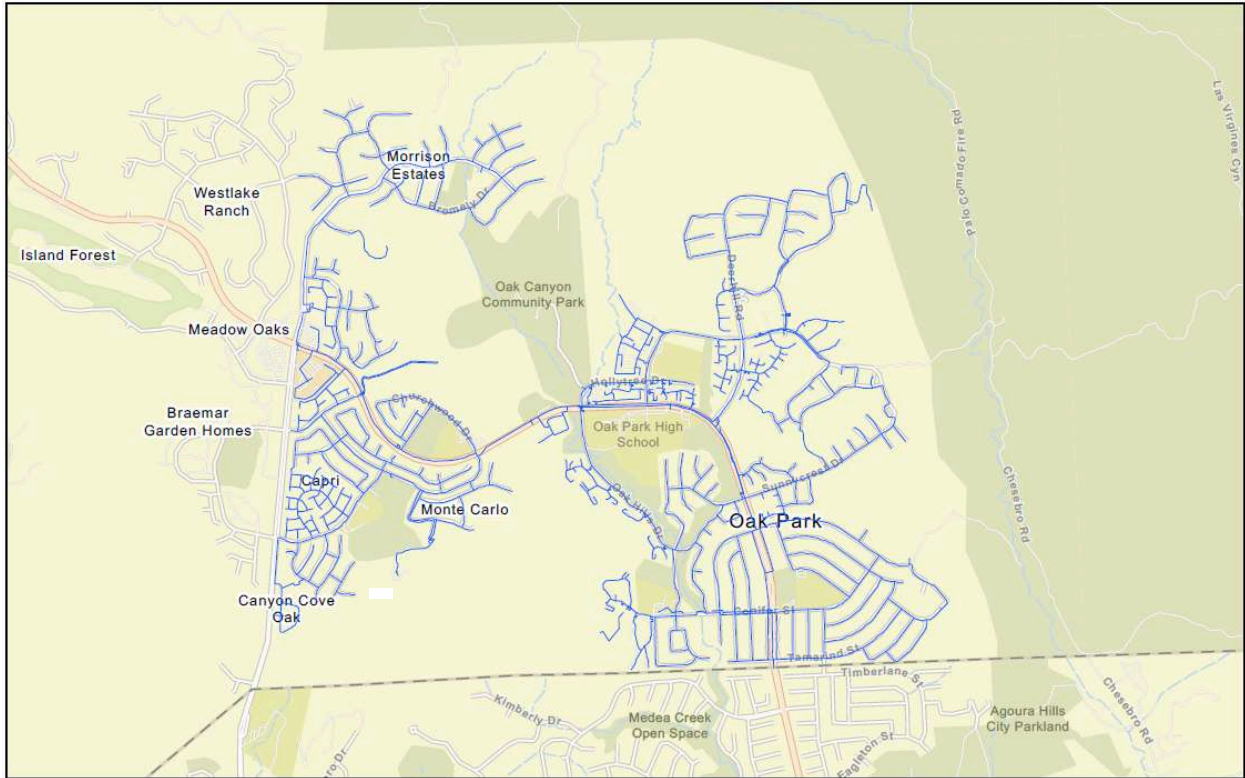 Las Virgines Cyn
Palo Comado Fire Rd
Morrison
Estates
Westlake
Ranch
Bromely Dr
Island Forest
Deerhill Rd
Oak Canyon
Community Park
Meadow Oaks
Hollytree Dr
Churchwood Dr
Braemar
Garden Homes
Oak Park High
School
Capri
Sunnycrest Dr
Chesebro Rd
Monte Carlo
Oak Hills Dr
Oak Park
Canyon Cove
Oak
Conifer St
Tamarind St
Timberlane St
Kimberly Dr
Medea Creek
Open Space
Agoura Hills
City Parkland
Chesebro Rd
Eagleton St